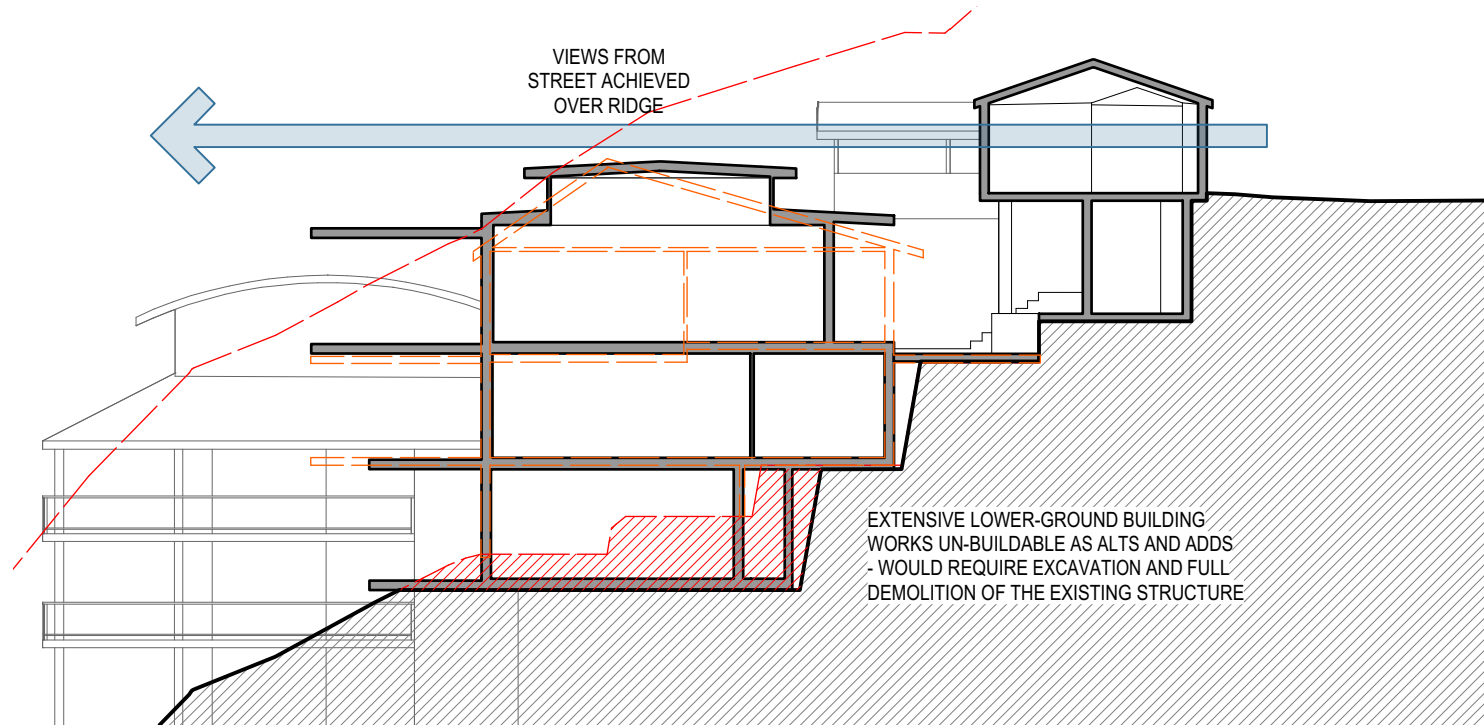 VIEWS FROM
STREET ACHIEVED
OVER RIDGE
EXTENSIVE LOWER-GROUND BUILDING
WORKS UN-BUILDABLE AS ALTS AND ADDS
- WOULD REQUIRE EXCAVATION AND FULL
DEMOLITION OF THE EXISTING STRUCTURE